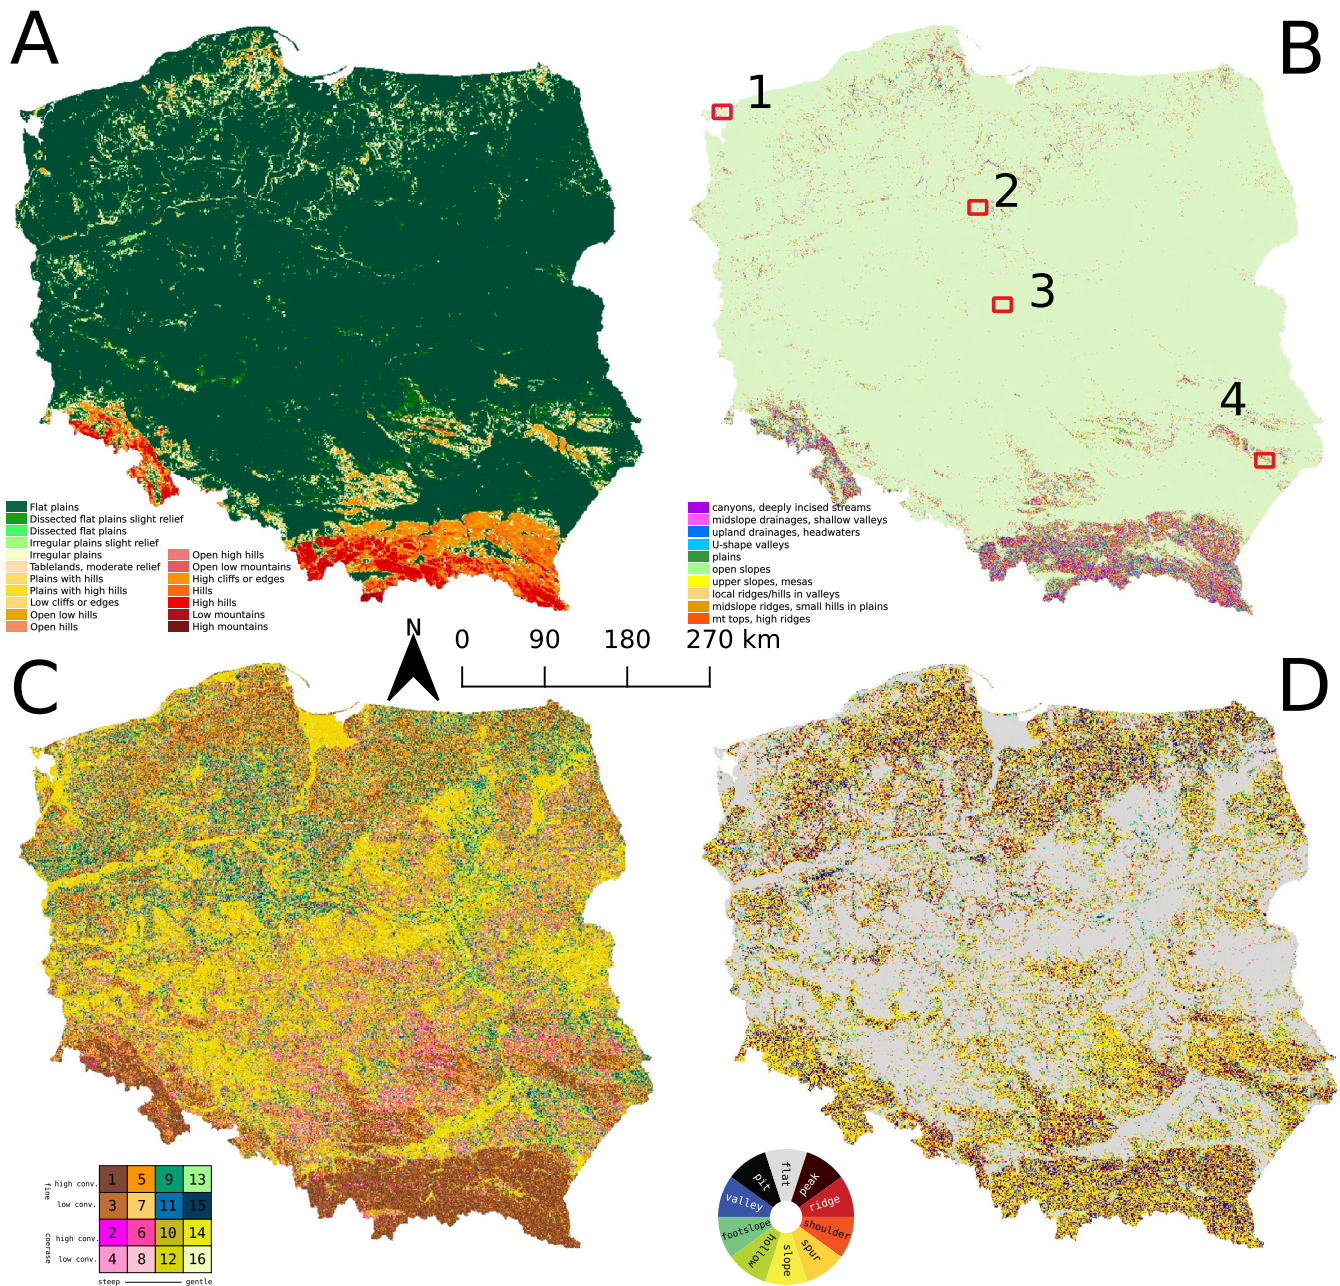 A
B
1
2
3
4
Flat plains
Dissected flat plains slight relief
Dissected flat plains
Irregular plains slight relief
Irregular plains
Tablelands, moderate relief
Plains with hills
Plains with high hills
Low cliffs or edges
Open low hills
Open hills
Open high hills
Open low mountains
High cliffs or edges
Hills
High hills
Low mountains
High mountains
canyons, deeply incised streams
midslope drainages, shallow valleys
upland drainages, headwaters
U-shape valleys
plains
open slopes
upper slopes, mesas
local ridges/hills in valleys
midslope ridges, small hills in plains
mt tops, high ridges
N
0 90 180 270 km
C
D
fine
high conv. 1 5 9 13
low conv. 3 7 11 15
coerase
high conv. 2 6 10 14
low conv. 4 8 12 16
steep gentle
flat
peak
ridge
shoulder
spur
slope
hollow
footslope
valley
pit